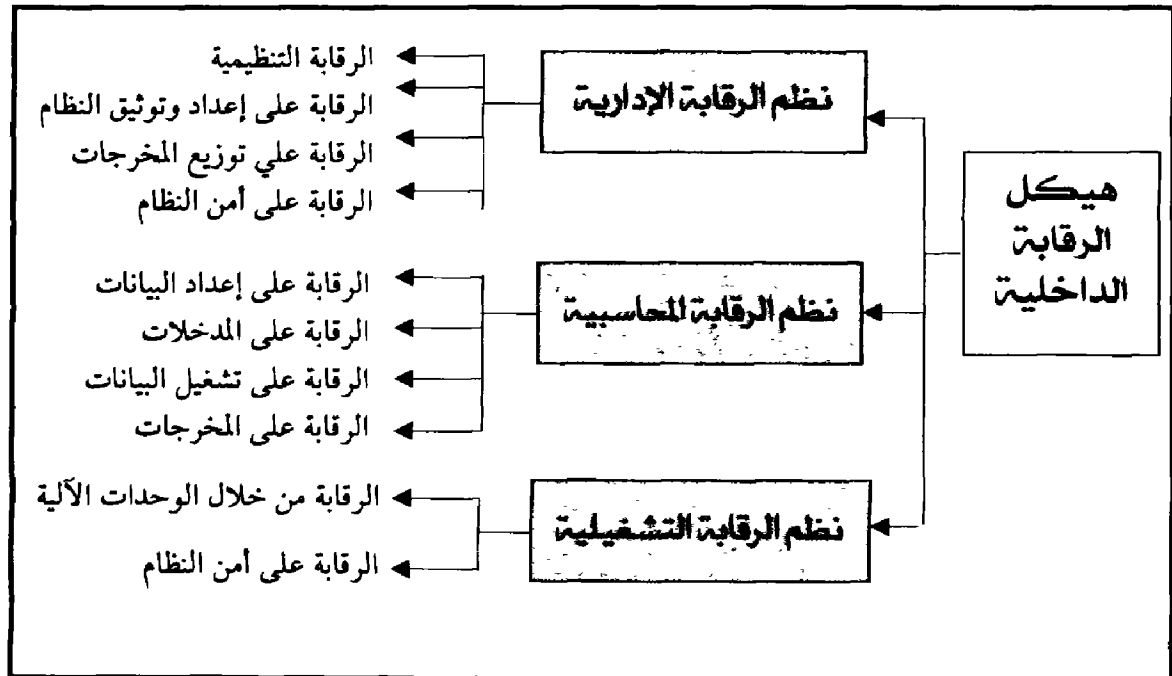 هيكل
الرقابة
الداخلية
نظم الرقابة الإدارية
الرقابة التنظيمية
الرقابة على إعداد وتوثيق النظام
الرقابة علي توزيع المخرجات
الرقابة على أمن النظام
نظم الرقابة المحاسبية
الرقابة على إعداد البيانات
الرقابة على المدخلات
الرقابة على تشغيل البيانات
الرقابة على المخرجات
نظم الرقابة التشغيلية
الرقابة من خلال الوحدات الآلية
الرقابة على أمن النظام